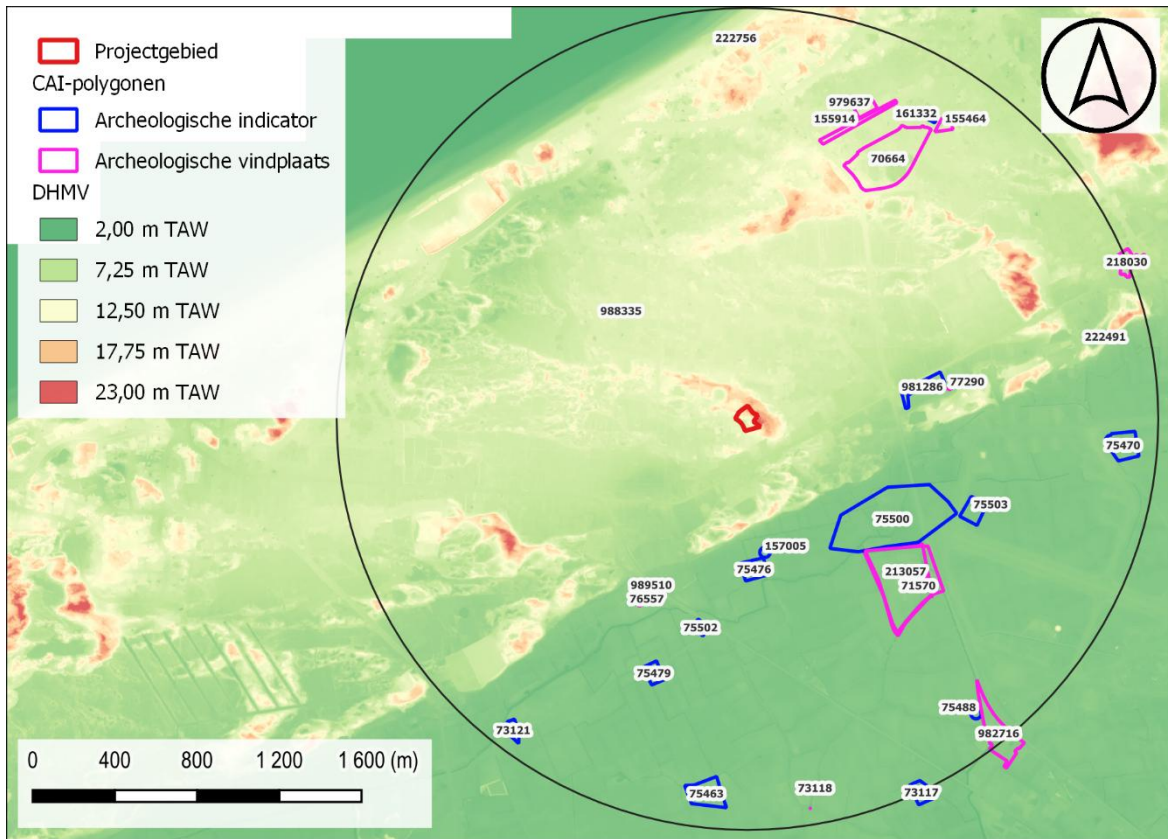 Projectgebied
CAI-polygonen
Archeologische indicator
Archeologische vindplaats
DHMV
2,00 m TAW
7,25 m TAW
12,50 m TAW
17,75 m TAW
23,00 m TAW
222756
979637
155914
161332
155464
70664
218030
988335
222491
981286
77290
75470
75503
75500
157005
75476
213057
71570
989510
76557
75502
75479
75488
73121
982716
75463
73118
73117
0 400 800 1 200 1 600 (m)